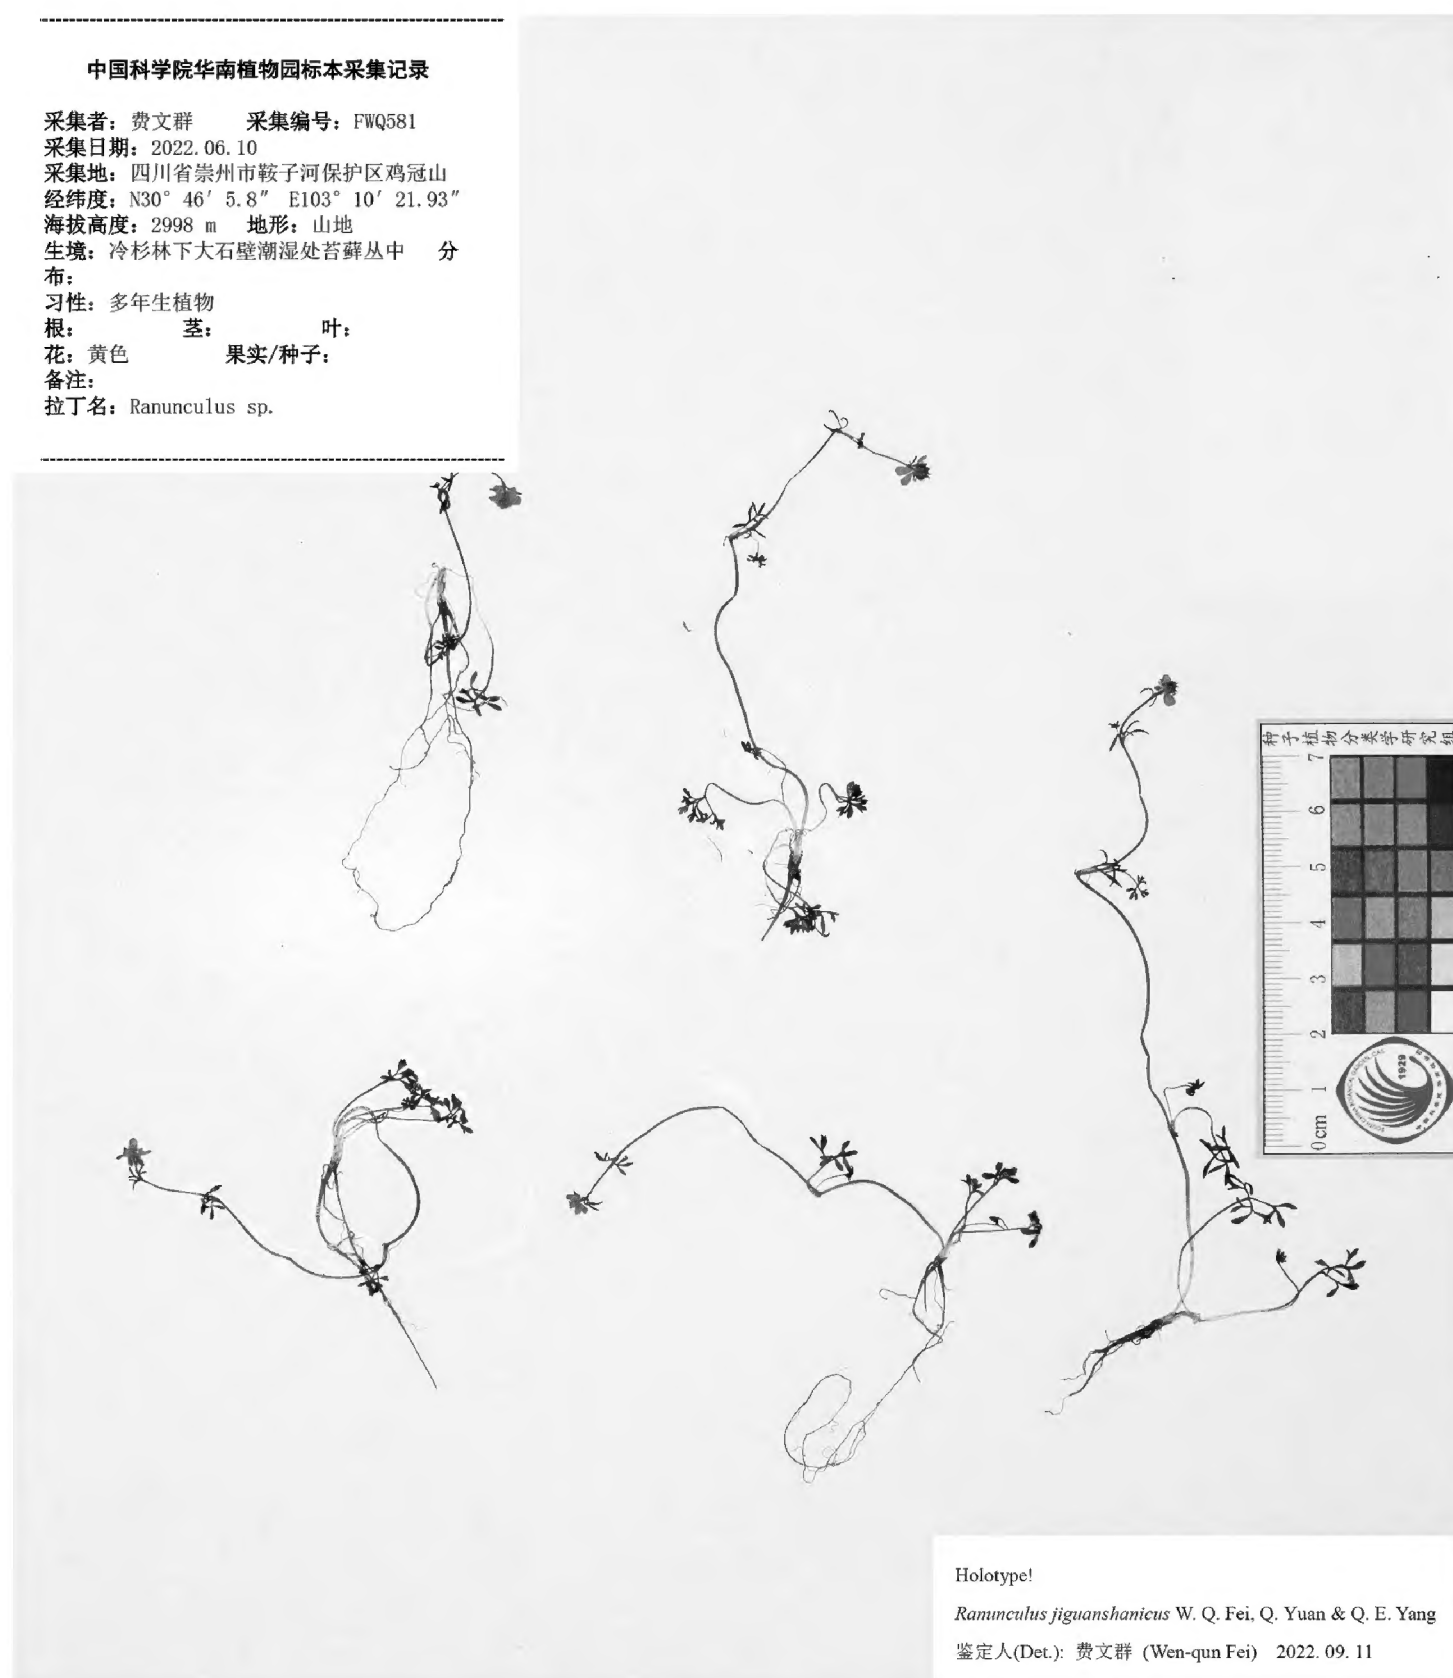 中国科学院华南植物园标本采集记录
采集者：费文群 采集编号：FWQ581
采集日期：2022.06.10
采集地：四川省崇州市鞍子河保护区鸡冠山
经纬度：N30° 46′ 5.8″ E103° 10′ 21.93″
海拔高度：2998 m 地形：山地
生境：冷杉林下大石壁潮湿处苔藓丛中 分
布：
习性：多年生植物
根： 茎： 叶：
花：黄色 果实/种子：
备注：
拉丁名：Ranunculus sp.
种子植物分类学研究组
7
6
5
4
3
2
1
0cm
1929
Holotype!
Ranunculus jiguanshanicus W. Q. Fei, Q. Yuan & Q. E. Yang
鉴定人(Det.): 费文群 (Wen-qun Fei) 2022. 09. 11